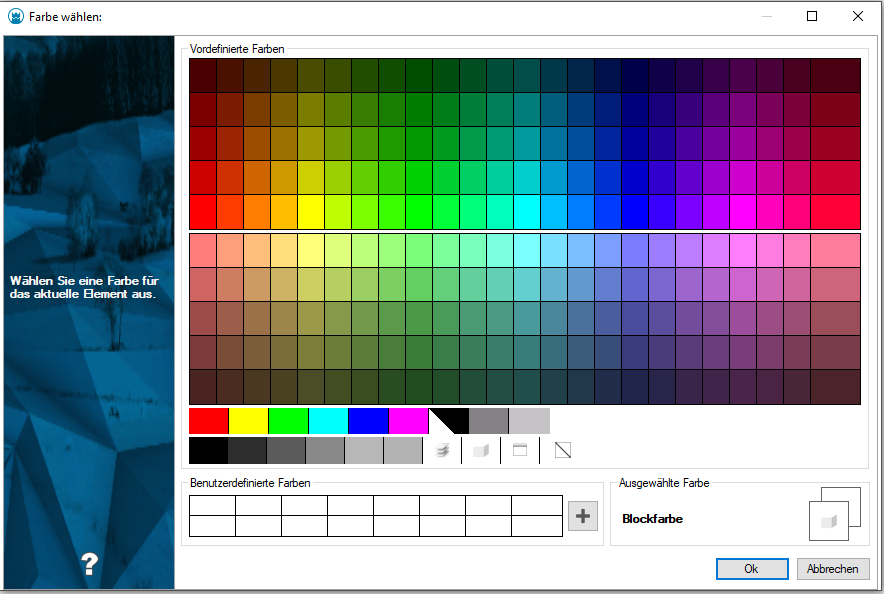 Farbe wählen:
Vordefinierte Farben
Wählen Sie eine Farbe für
das aktuelle Element aus.
?
Benutzerdefinierte Farben
+
Ausgewählte Farbe
Blockfarbe
Ok
Abbrechen